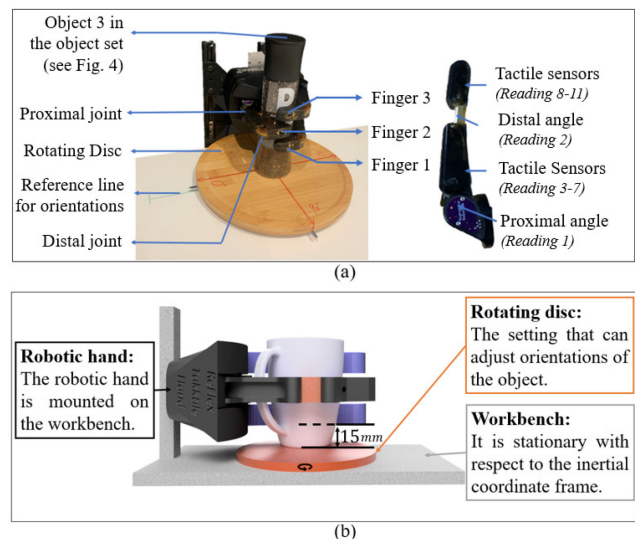 Object 3 in
the object set
(see Fig. 4)
Proximal joint
Rotating Disc
Reference line
for orientations
Distal joint
Finger 3
Finger 2
Finger 1
Tactile sensors
(Reading 8-11)
Distal angle
(Reading 2)
Tactile Sensors
(Reading 3-7)
Proximal angle
(Reading 1)
(a)
Robotic hand:
The robotic hand
is mounted on
the workbench.
15mm
Rotating disc:
The setting that can
adjust orientations of
the object.
Workbench:
It is stationary with
respect to the inertial
coordinate frame.
(b)